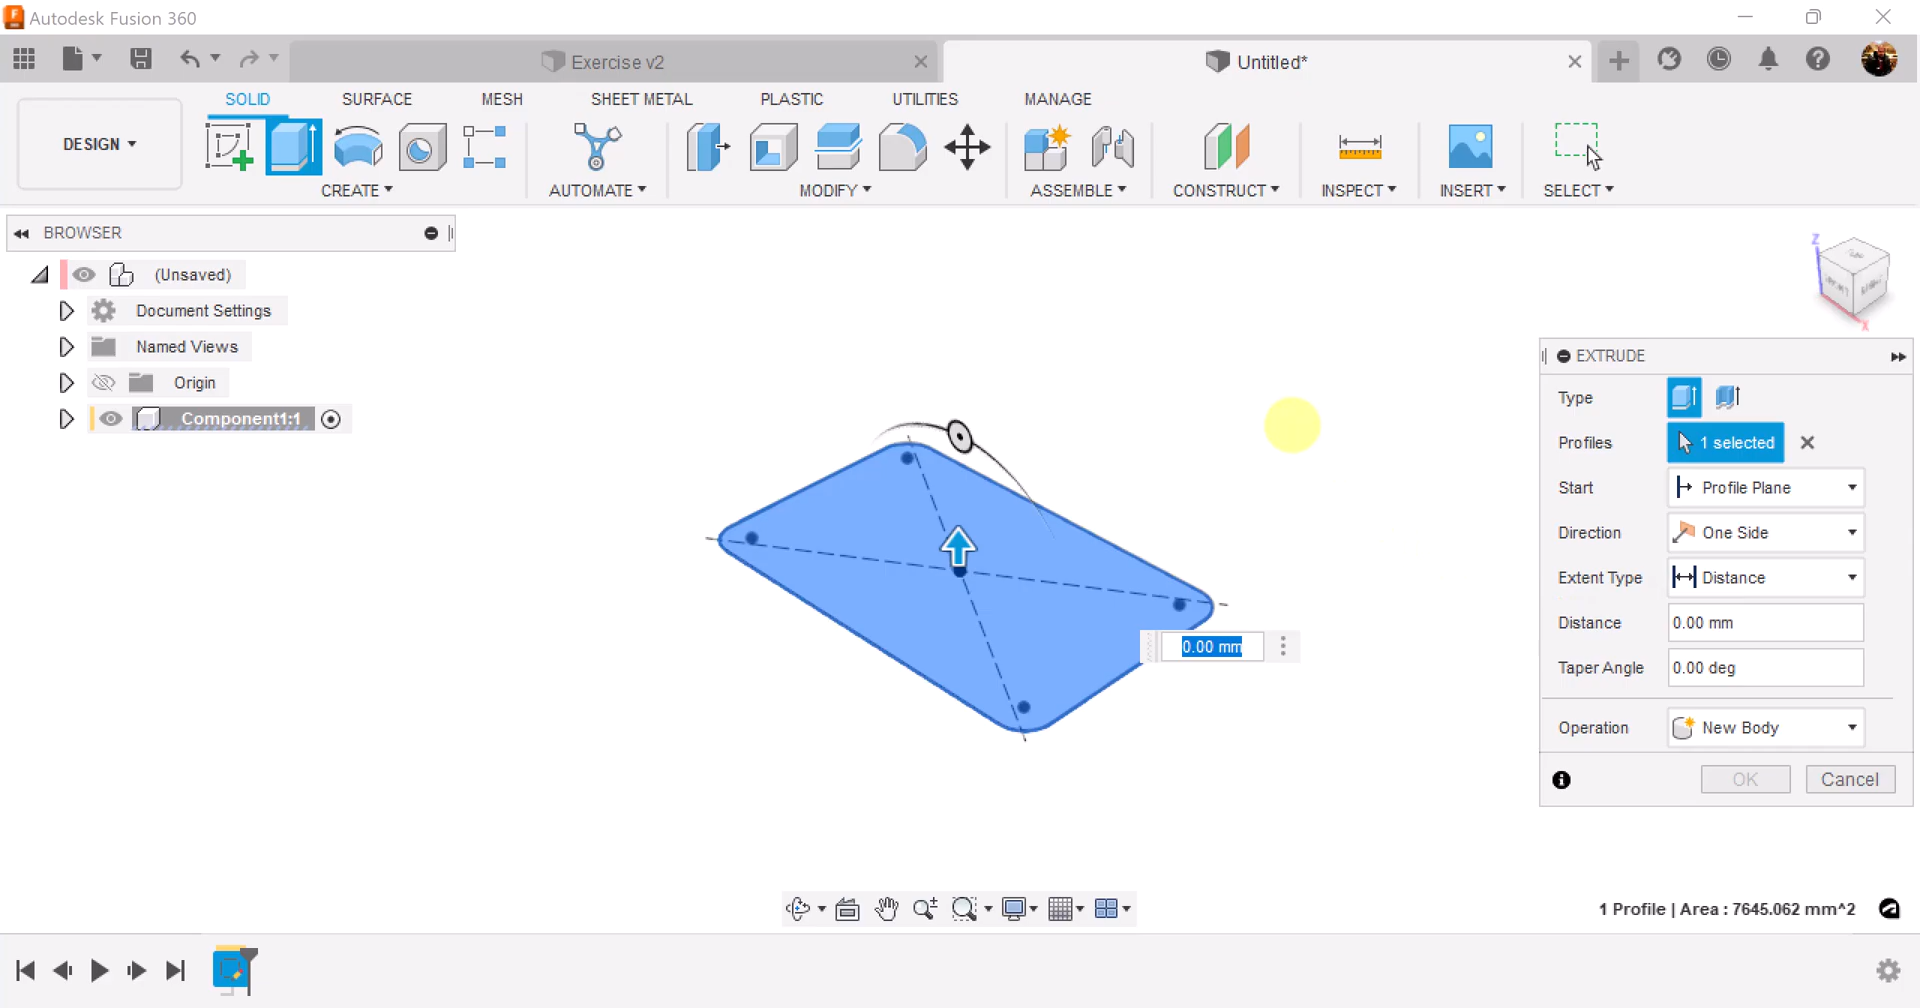 Autodesk Fusion 360
Exercise v2
Untitled*
DESIGN
SOLID
SURFACE
MESH
SHEET METAL
PLASTIC
UTILITIES
MANAGE
CREATE
AUTOMATE
MODIFY
ASSEMBLE
CONSTRUCT
INSPECT
INSERT
SELECT
BROWSER
(Unsaved)
Document Settings
Named Views
Origin
Component1:1
Z
X
EXTRUDE
Type
Profiles 1 selected
Start Profile Plane
Direction One Side
Extent Type Distance
Distance 0.00 mm
Taper Angle 0.00 deg
Operation New Body
OK Cancel
0.00 mm
1 Profile | Area : 7645.062 mm^2